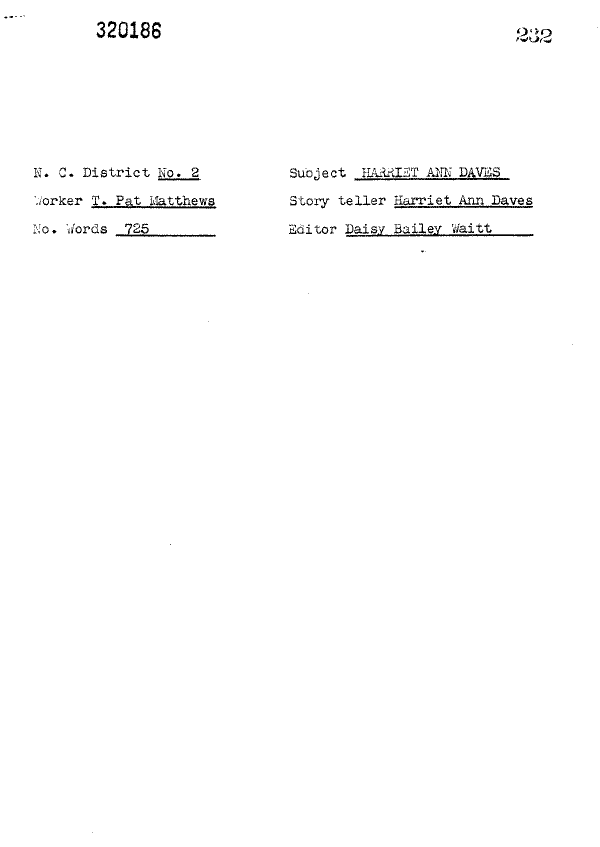 320186
232
N. C. District No. 2 Subject HARRIET ANN DAVES
Worker T. Pat Matthews Story teller Harriet Ann Daves
No. Words 725 Editor Daisy Bailey Waitt